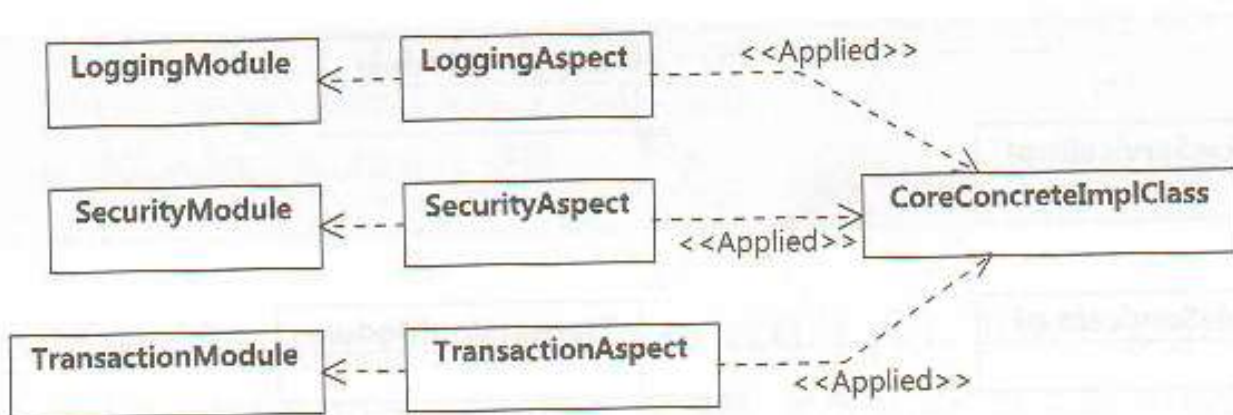 LoggingModule
LoggingAspect
<<Applied>>
SecurityModule
SecurityAspect
<<Applied>>
CoreConcreteImplClass
TransactionModule
TransactionAspect
<<Applied>>